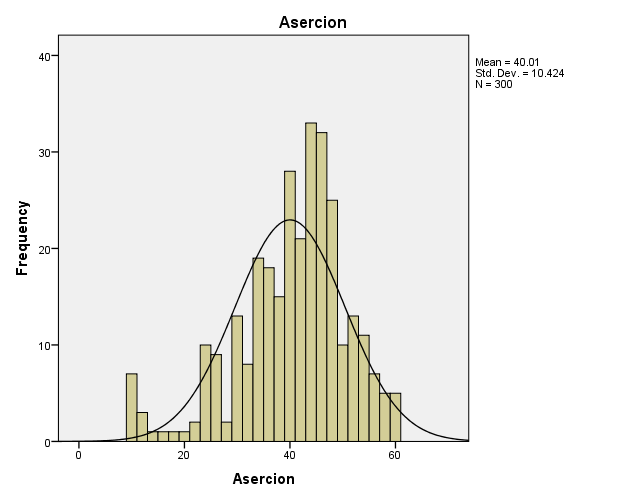 Asercion
Mean = 40.01
Std. Dev. = 10.424
N = 300
Frequency
40
30
20
10
0
0 20 40 60
Asercion